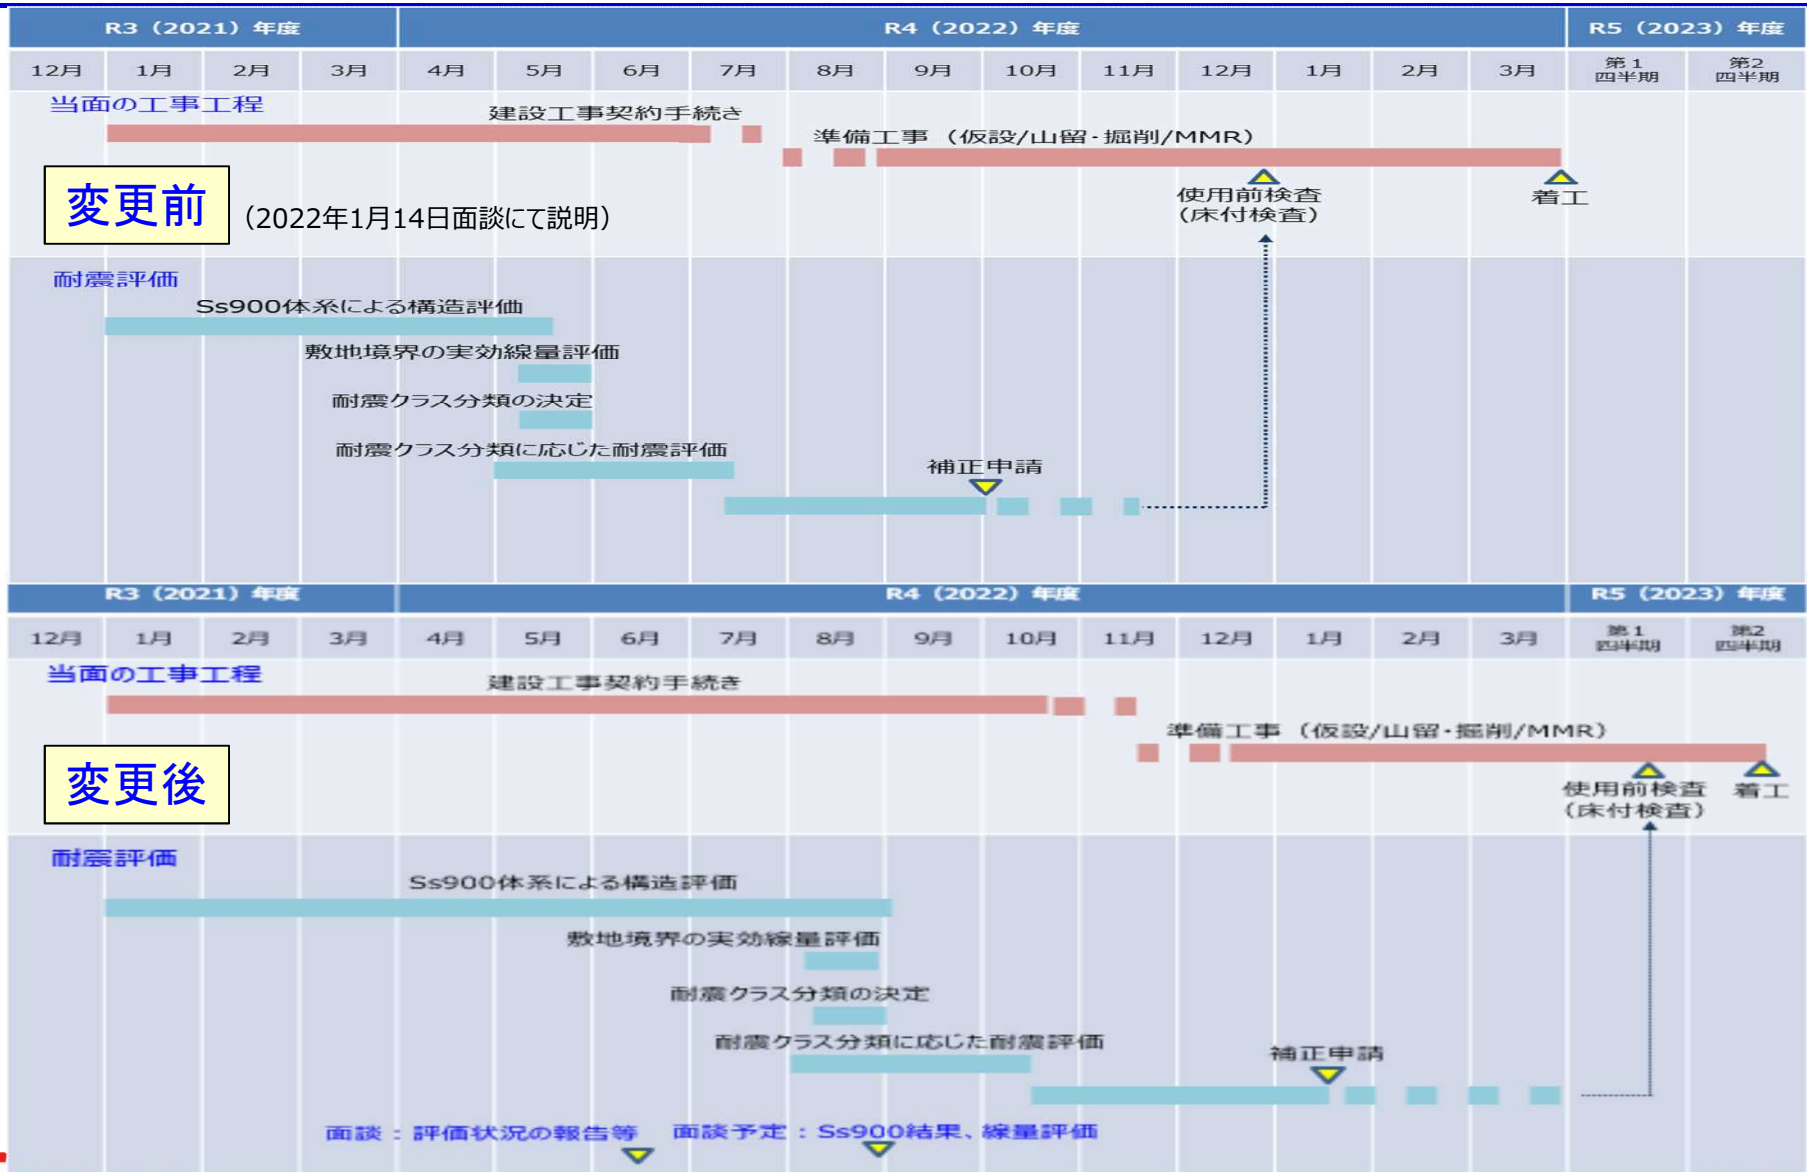 R3（2021）年度 R4（2022）年度 R5（2023）年度
12月 1月 2月 3月 4月 5月 6月 7月 8月 9月 10月 11月 12月 1月 2月 3月 第1四半期 第2四半期
当面の工事工程
建設工事契約手続き
準備工事（仮設/山留・掘削/MMR）
変更前
（2022年1月14日面談にて説明）
使用前検査
（床付検査）
着工
耐震評価
Ss900体系による構造評価
敷地境界の実効線量評価
耐震クラス分類の決定
耐震クラス分類に応じた耐震評価
補正申請
R3（2021）年度 R4（2022）年度 R5（2023）年度
12月 1月 2月 3月 4月 5月 6月 7月 8月 9月 10月 11月 12月 1月 2月 3月 第1四半期 第2四半期
当面の工事工程
建設工事契約手続き
準備工事（仮設/山留・掘削/MMR）
変更後
使用前検査
（床付検査）
着工
耐震評価
Ss900体系による構造評価
敷地境界の実効線量評価
耐震クラス分類の決定
耐震クラス分類に応じた耐震評価
補正申請
面談：評価状況の報告等 面談予定：Ss900結果、線量評価